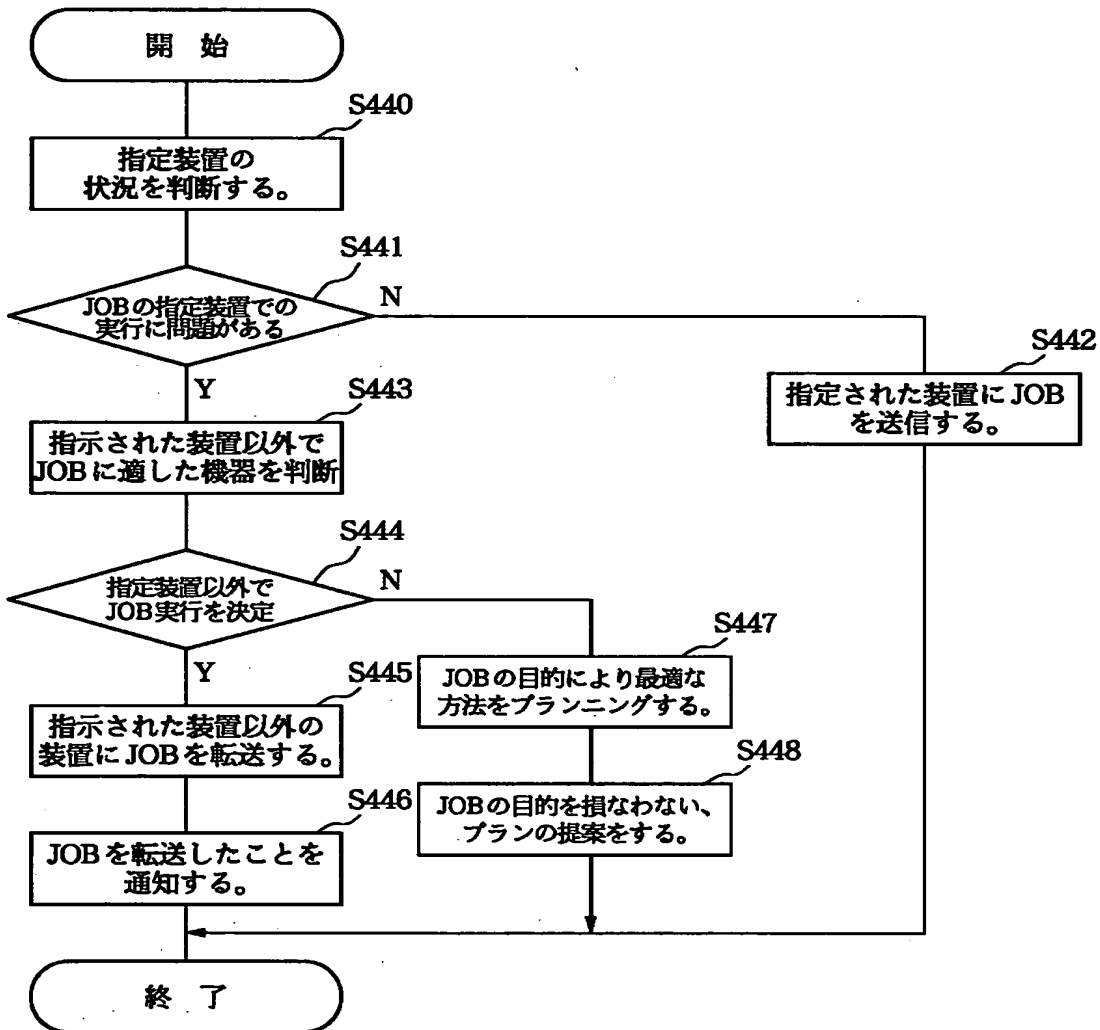 開 始
S440
指定装置の
状況を判断する。
S441
JOBの指定装置での
実行に問題がある
N
Y
S442
指定された装置にJOB
を送信する。
S443
指示された装置以外で
JOBに適した機器を判断
S444
指定装置以外で
JOB実行を決定
N
Y
S447
JOBの目的により最適な
方法をプランニングする。
S445
指示された装置以外の
装置にJOBを転送する。
S448
JOBの目的を損なわない、
プランの提案をする。
S446
JOBを転送したことを
通知する。
終 了